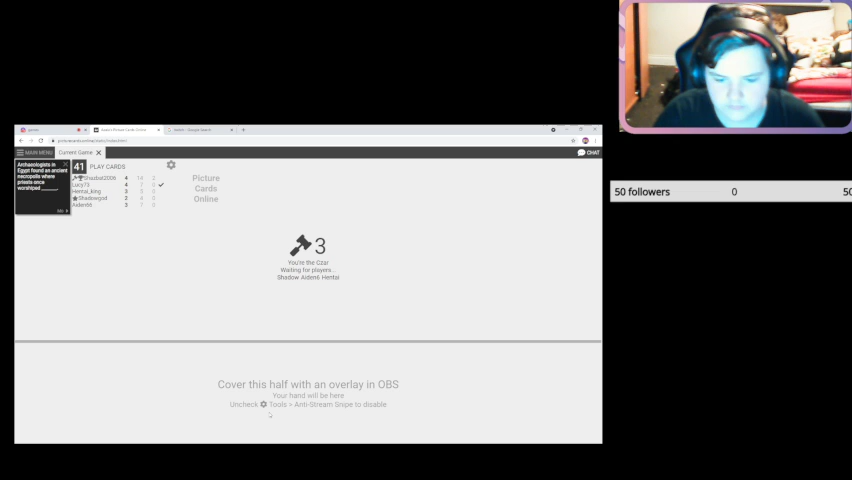 MAIN MENU
Current Game
CHAT
Archaeologists in
Egypt found an ancient
necropolis where
priests once
worshiped ______.
41 PLAY CARDS
4 14
Lucy73 4 7 0
Hentai_king 3 5 0
Shadowgod 2 4 0
Aiden66 3 7 0
Picture
Cards
Online
3
You're the Czar
Waiting for players...
Shadow Aiden6 Hentai
Cover this half with an overlay in OBS
Your hand will be here
Uncheck Tools > Anti-Stream Snipe to disable
50 followers 0 50